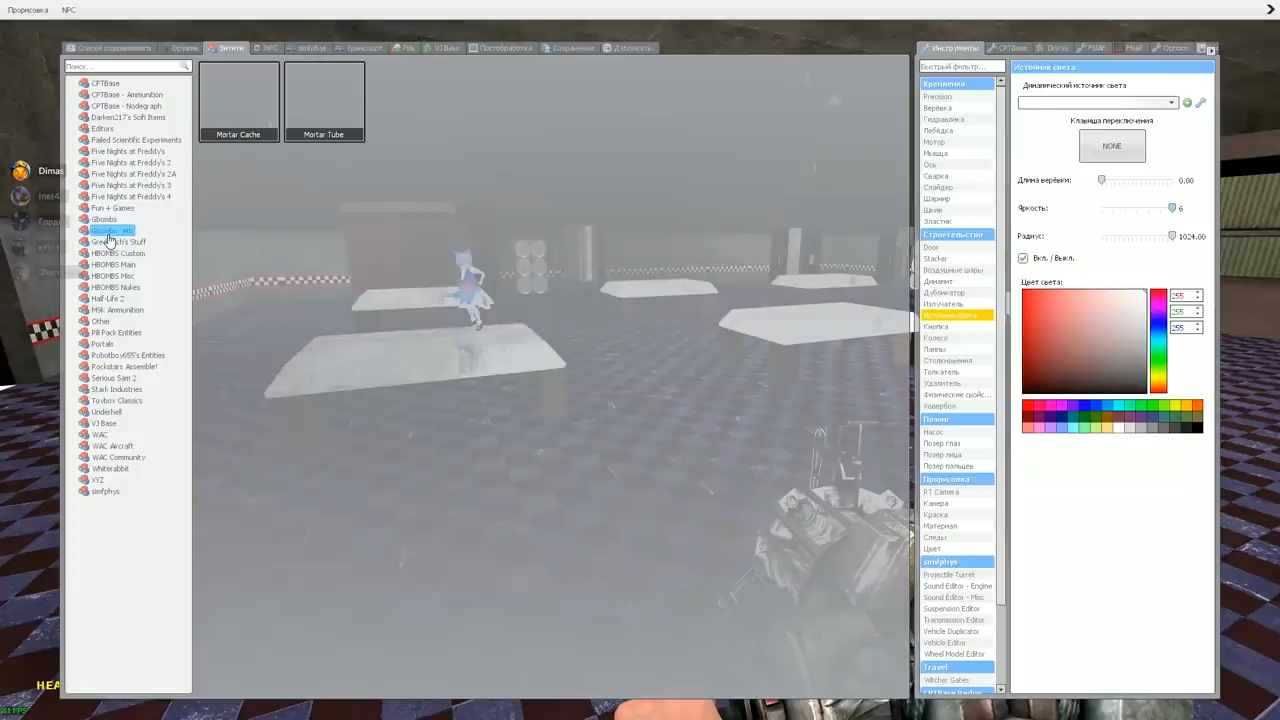 Прорисовка NPC
Списки содержимого Оружие Энтити NPC simfphys Транспорт Pills VJ Base Постобработка Сохранения Дубликаты
Поиск...
CPTBase
CPTBase - Ammunition
CPTBase - Nodegraph
Darken217's Scifi Items
Editors
Failed Scientific Experiments
Five Nights at Freddy's
Five Nights at Freddy's 2
Five Nights at Freddy's 2A
Five Nights at Freddy's 3
Five Nights at Freddy's 4
Fun + Games
Gbombs
HBOMBS Custom
HBOMBS Main
HBOMBS Misc
HBOMBS Nukes
Half-Life 2
M9k Ammunition
Other
Pill Pack Entities
Portals
Robotboy655's Entities
Rockstars Assemble!
Serious Sam 2
Stark Industries
Toybox Classics
Underhell
VJ Base
WAC
WAC Aircraft
WAC Community
Whiterabbit
XYZ
simfphys
Mortar Cache
Mortar Tube
Dimas
HEA
Инструменты CPTBase Options
Быстрый фильтр...
Крепления
Precision
Верёвка
Гидравлика
Лебёдка
Мотор
Мышца
Ось
Сварка
Слайдер
Шарнир
Шкив
Эластик
Строительство
Door
Stacker
Воздушные шары
Динамит
Дубликатор
Излучатель
Источник света
Кнопка
Колесо
Лампы
Столкновения
Толкатель
Удалитель
Физические свойс...
Ховербол
Позинг
Насос
Позер глаз
Позер лица
Позер пальцев
Прорисовка
RT Camera
Камера
Краска
Материал
Следы
Цвет
simfphys
Projectile Turret
Sound Editor - Engine
Sound Editor - Misc
Suspension Editor
Transmission Editor
Vehicle Duplicator
Vehicle Editor
Wheel Model Editor
Travel
Witcher Gates
CPTBase Redux
Источник света
Динамический источник света
Клавиша переключения
NONE
Длина верёвки: 0.00
Яркость: 6
Радиус: 1024.00
Вкл. / Выкл.
Цвет света:
255
255
255